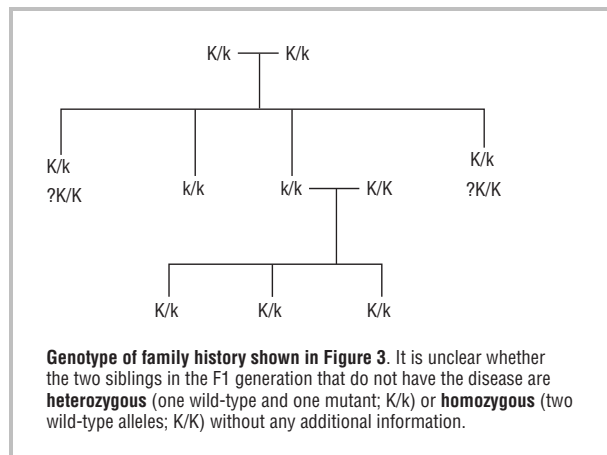 K/k K/k
K/k K/k
?K/K k/k k/k K/K ?K/K
K/k K/k K/k
Genotype of family history shown in Figure 3. It is unclear whether
the two siblings in the F1 generation that do not have the disease are
heterozygous (one wild-type and one mutant; K/k) or homozygous (two
wild-type alleles; K/K) without any additional information.